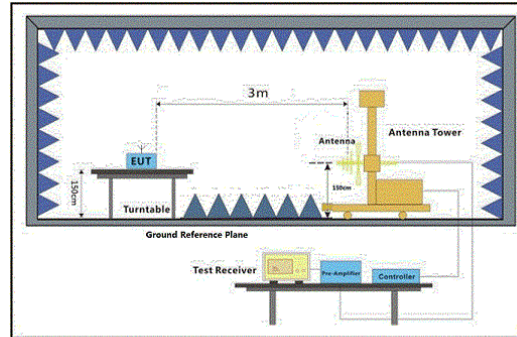 3m
Antenna
Antenna Tower
EUT
150cm
150cm
Turntable
Ground Reference Plane
Test Receiver
Pre-Amplifier
Controller